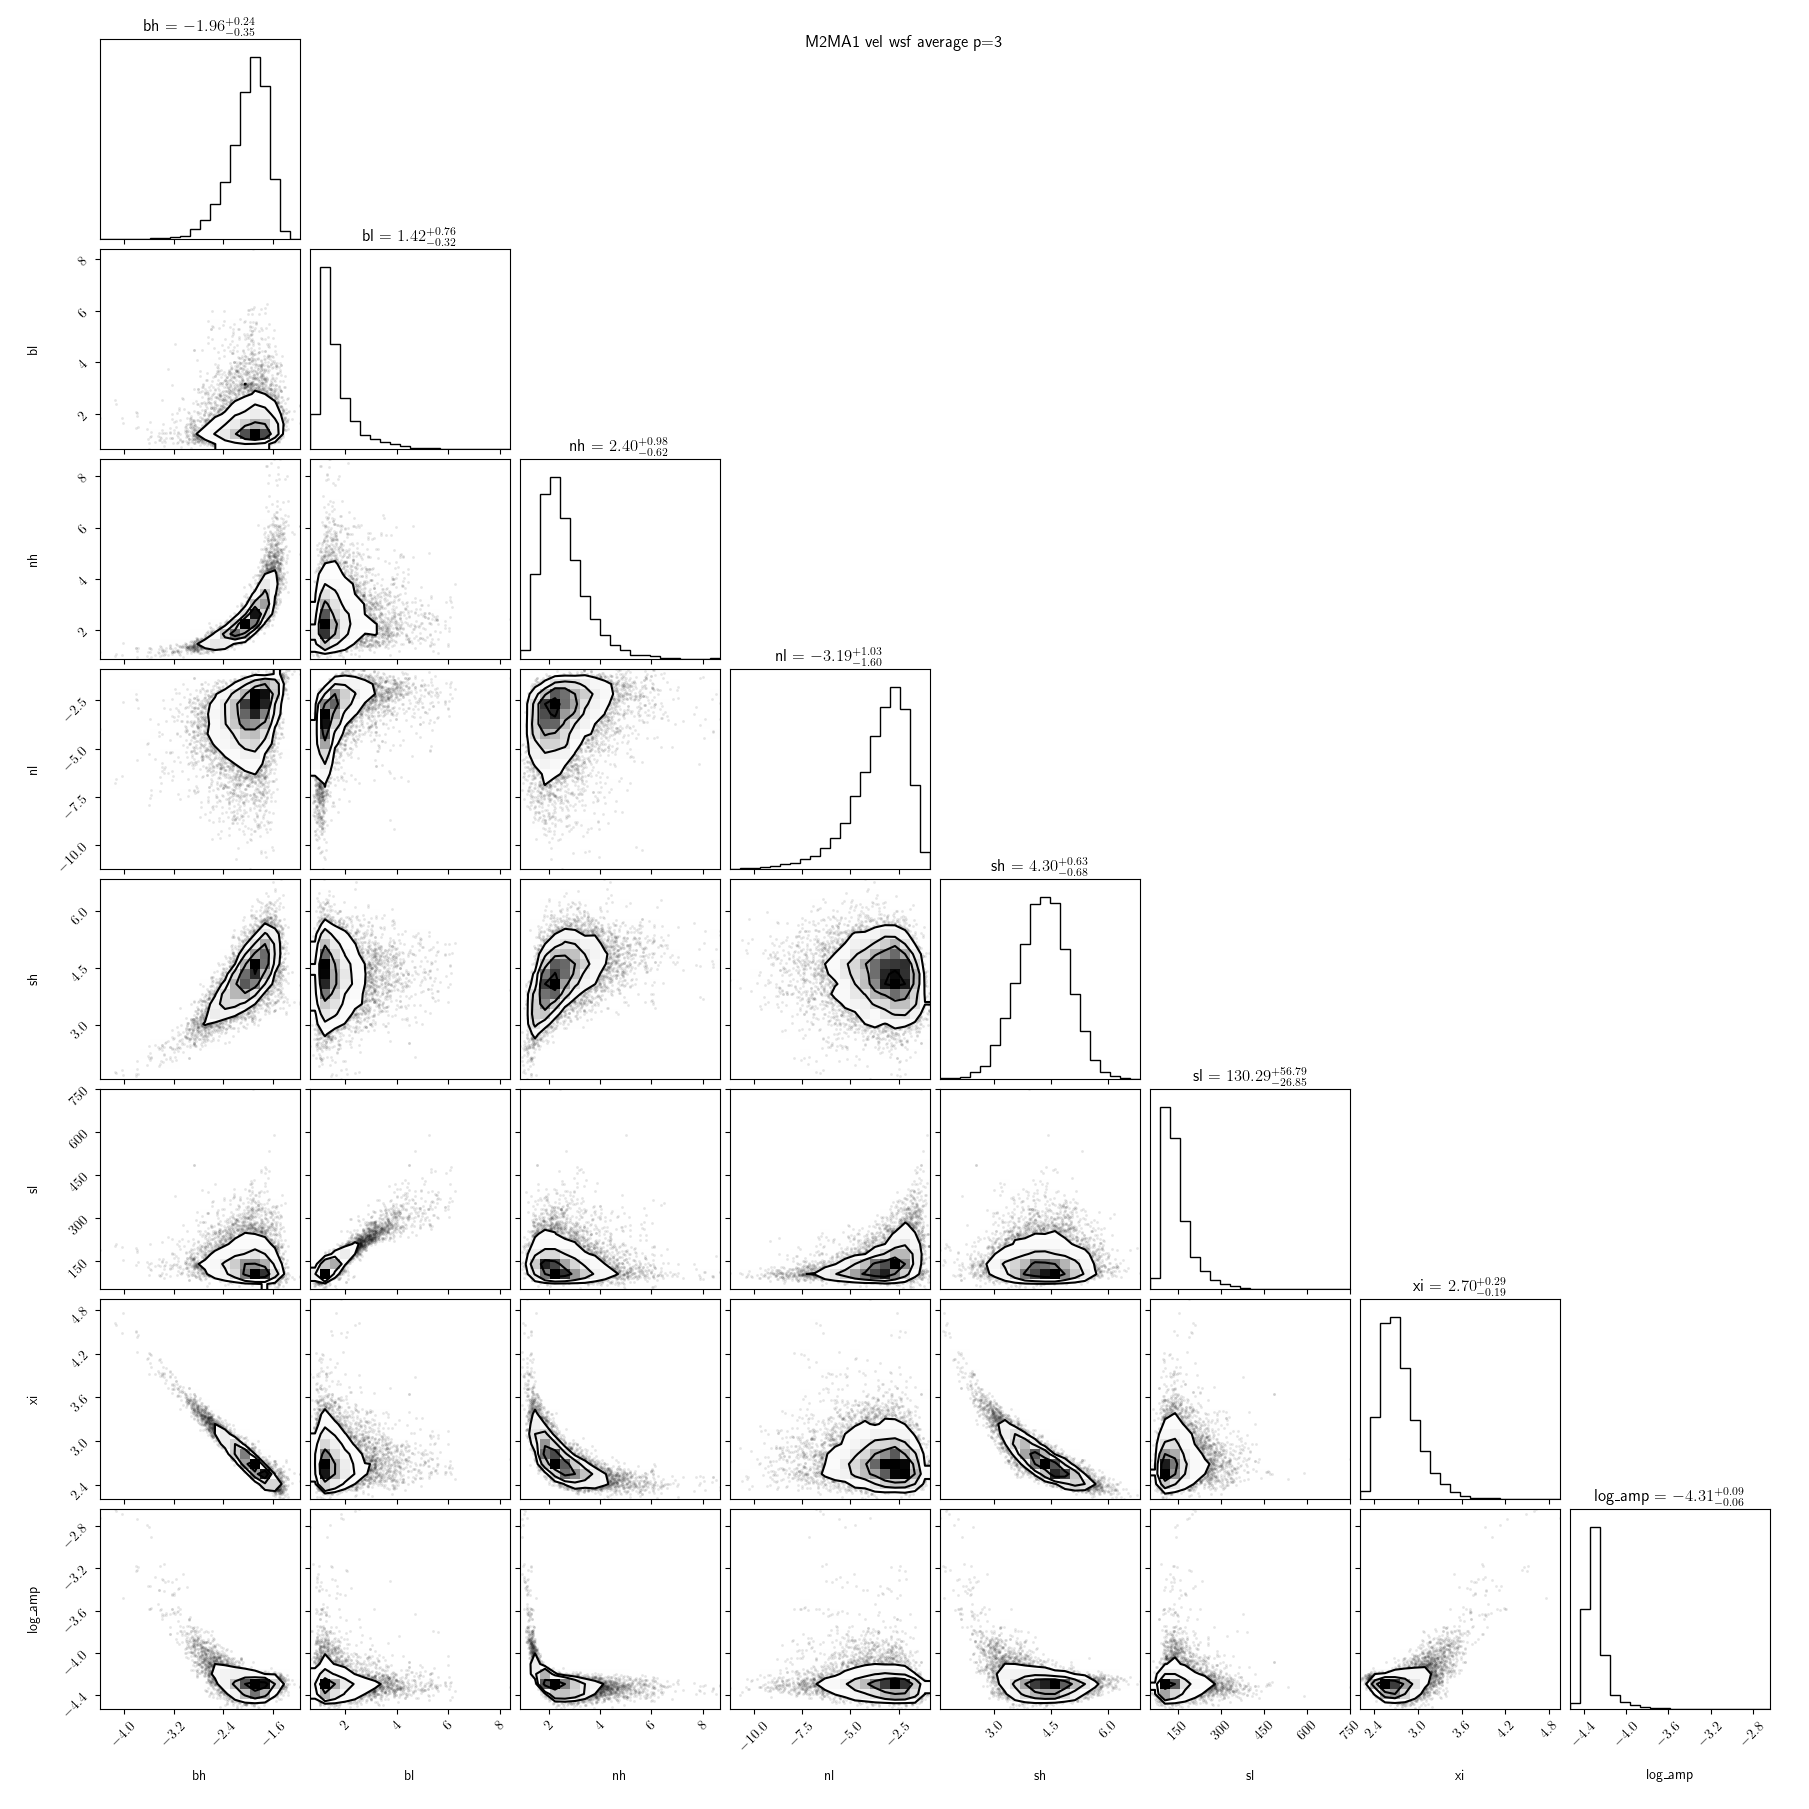 M2MA1 vel wsf average p=3
bh = −1.96 +0.24 −0.35
bl = 1.42 +0.76 −0.32
8
6
4
2
bl
nh = 2.40 +0.98 −0.62
8
6
4
2
nh
nl = −3.19 +1.03 −1.60
−2.5
−5.0
−7.5
−10.0
nl
sh = 4.30 +0.63 −0.68
6.0
4.5
3.0
sh
sl = 130.29 +56.79 −26.85
750
600
450
300
150
sl
xi = 2.70 +0.29 −0.19
4.8
4.2
3.6
3.0
2.4
xi
log_amp = −4.31 +0.09 −0.06
−2.8
−3.2
−3.6
−4.0
−4.4
log_amp
−4.0 −3.2 −2.4 −1.6 2 4 6 8 2 4 6 8 −10.0 −7.5 −5.0 −2.5 3.0 4.5 6.0 150 300 450 600 750 2.4 3.0 3.6 4.2 4.8 −4.4 −4.0 −3.6 −3.2 −2.8
bh bl nh nl sh sl xi log_amp